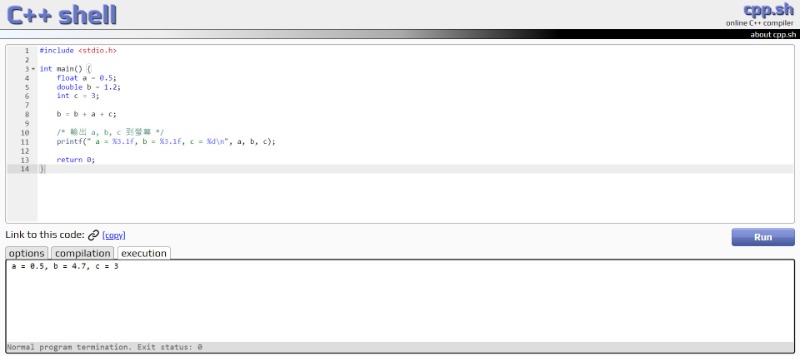 C++ shell
cpp.sh
online C++ compiler
about cpp.sh
1 #include <stdio.h>
2
3 int main() {
4 float a = 0.5;
5 double b = 1.2;
6 int c = 3;
7
8 b = b + a + c;
9
10 /* 輸出 a, b, c 到螢幕 */
11 printf(" a = %3.1f, b = %3.1f, c = %d\n", a, b, c);
12
13 return 0;
14 }
Link to this code: [copy]
Run
options compilation execution
a = 0.5, b = 4.7, c = 3
Normal program termination. Exit status: 0